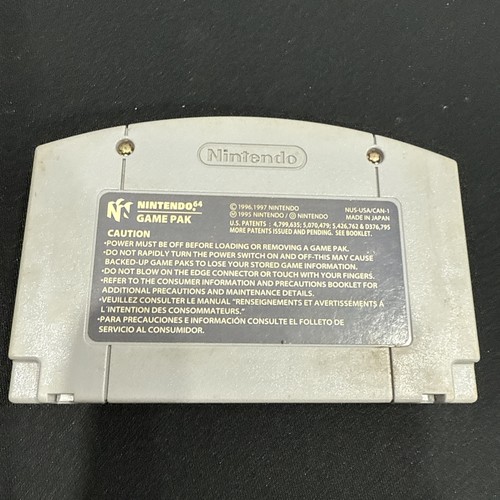 Nintendo
NINTENDO 64
GAME PAK
© 1996,1997 NINTENDO
Ⓜ 1995 NINTENDO / Ⓝ NINTENDO
U.S. PATENTS : 4,799,635; 5,070,479; 5,426,762 & D376,795
MORE PATENTS ISSUED AND PENDING. SEE BOOKLET.
NUS-USA/CAN-1
MADE IN JAPAN
CAUTION
•POWER MUST BE OFF BEFORE LOADING OR REMOVING A GAME PAK.
•DO NOT RAPIDLY TURN THE POWER SWITCH ON AND OFF-THIS MAY CAUSE
BACKED-UP GAME PAKS TO LOSE YOUR STORED GAME INFORMATION.
•DO NOT BLOW ON THE EDGE CONNECTOR OR TOUCH WITH YOUR FINGERS.
•REFER TO THE CONSUMER INFORMATION AND PRECAUTIONS BOOKLET FOR
ADDITIONAL PRECAUTIONS AND MAINTENANCE DETAILS.
•VEUILLEZ CONSULTER LE MANUAL "RENSEIGNEMENTS ET AVERTISSEMENTS À
L'INTENTION DES CONSOMMATEURS."
•PARA PRECAUCIONES E INFORMACIÓN CONSULTE EL FOLLETO DE
SERVICIO AL CONSUMIDOR.